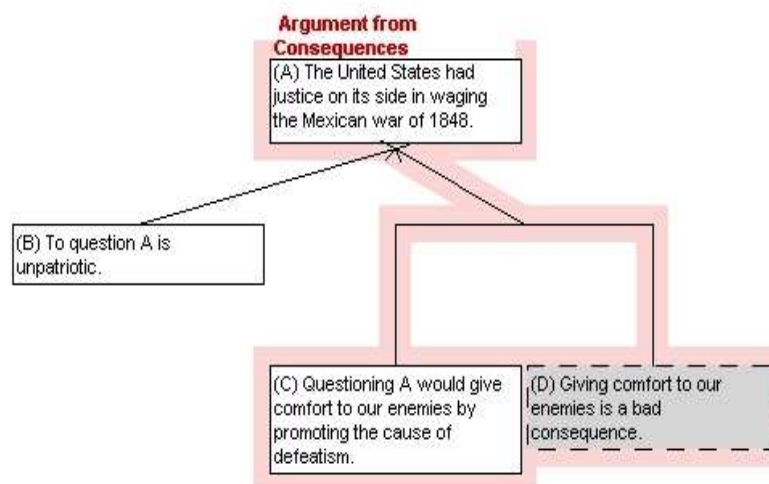 Argument from
Consequences
(A) The United States had
justice on its side in waging
the Mexican war of 1848.
(B) To question A is
unpatriotic.
(C) Questioning A would give
comfort to our enemies by
promoting the cause of
defeatism.
(D) Giving comfort to our
enemies is a bad
consequence.